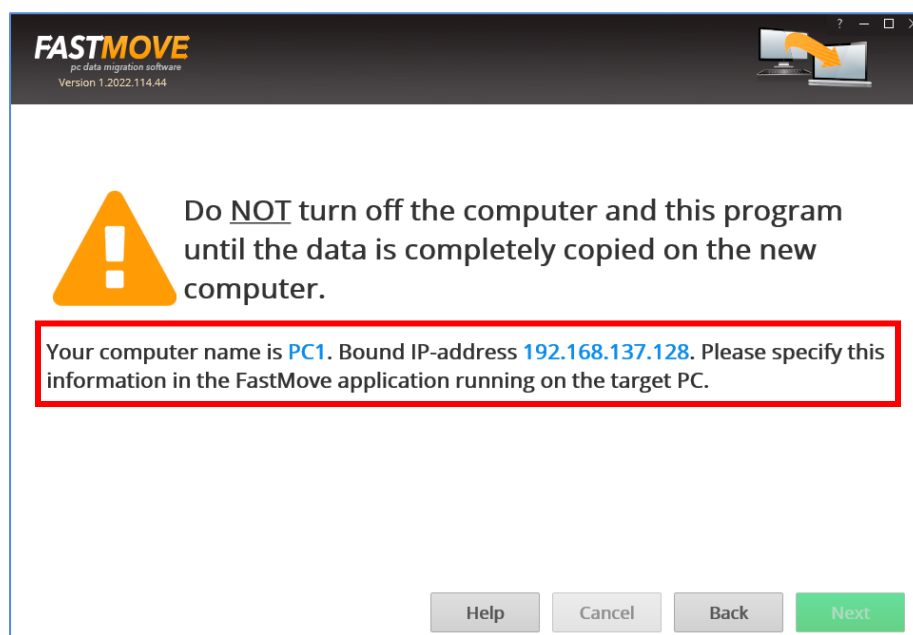 FASTMOVE
pc data migration software
Version 1.2022.114.44
Do NOT turn off the computer and this program
until the data is completely copied on the new
computer.
Your computer name is PC1. Bound IP-address 192.168.137.128. Please specify this
information in the FastMove application running on the target PC.
Help Cancel Back Next